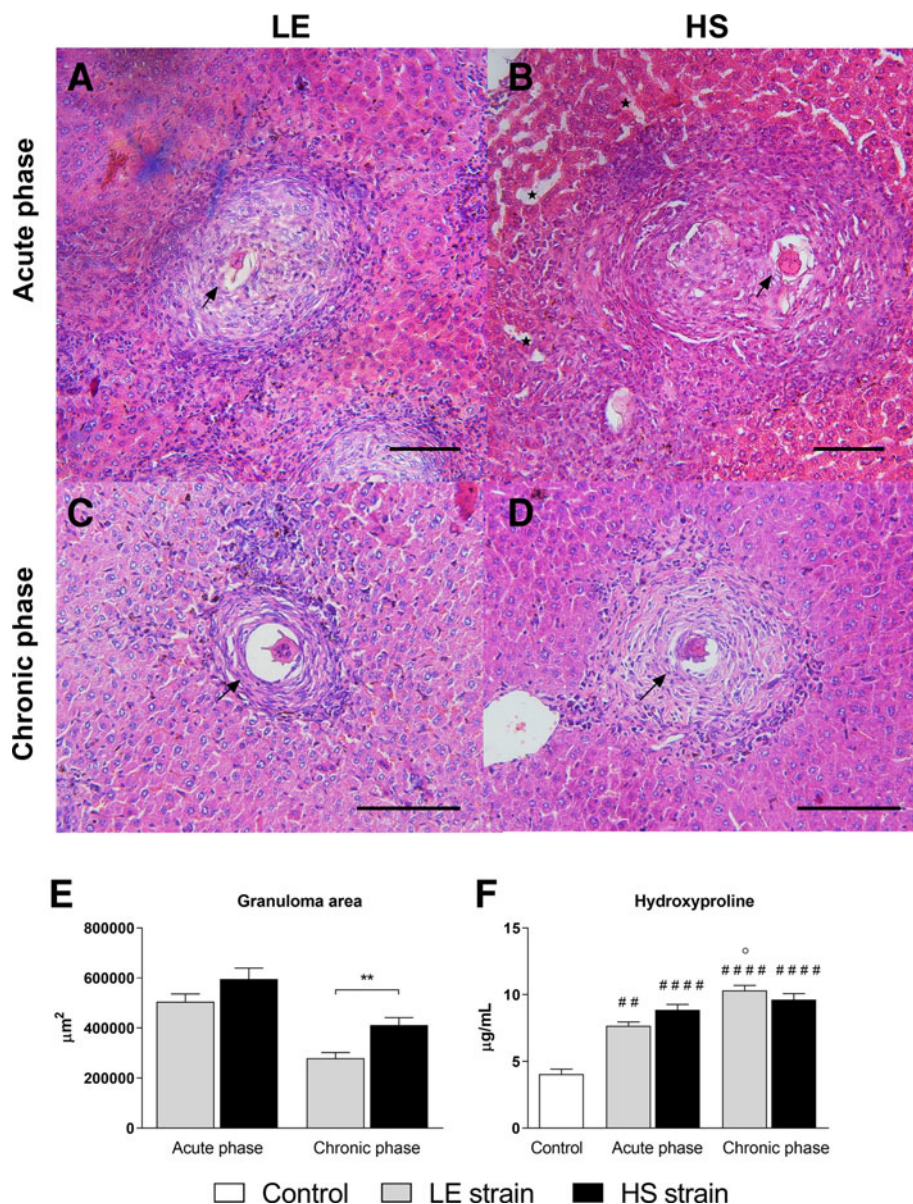 LE HS
Acute phase
A
B
Chronic phase
C
D
E
Granuloma area
800000
600000
400000
200000
0
μm²
**
Acute phase Chronic phase
F
Hydroxyproline
15
10
5
0
μg/mL
°
####
####
####
##
Control Acute phase Chronic phase
Control LE strain HS strain